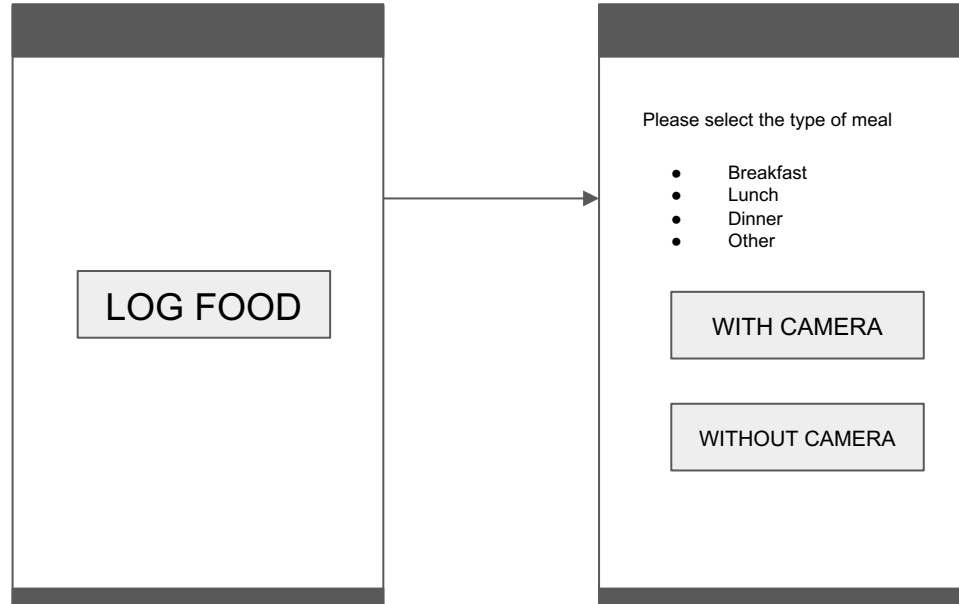 LOG FOOD
Please select the type of meal
● Breakfast
● Lunch
● Dinner
● Other
WITH CAMERA
WITHOUT CAMERA